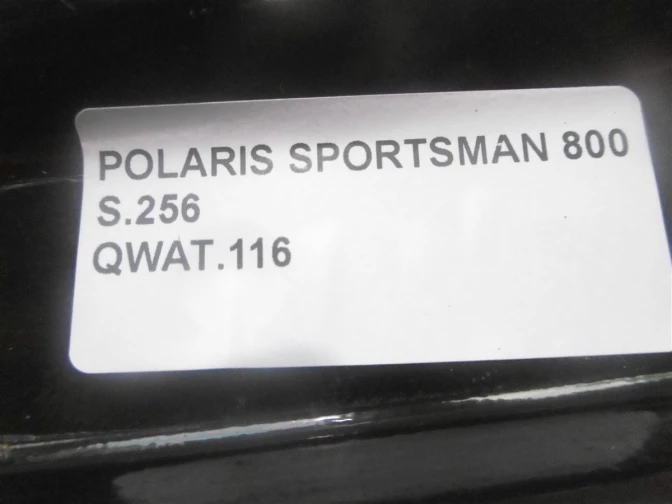 POLARIS SPORTSMAN 800
S.256
QWAT.116